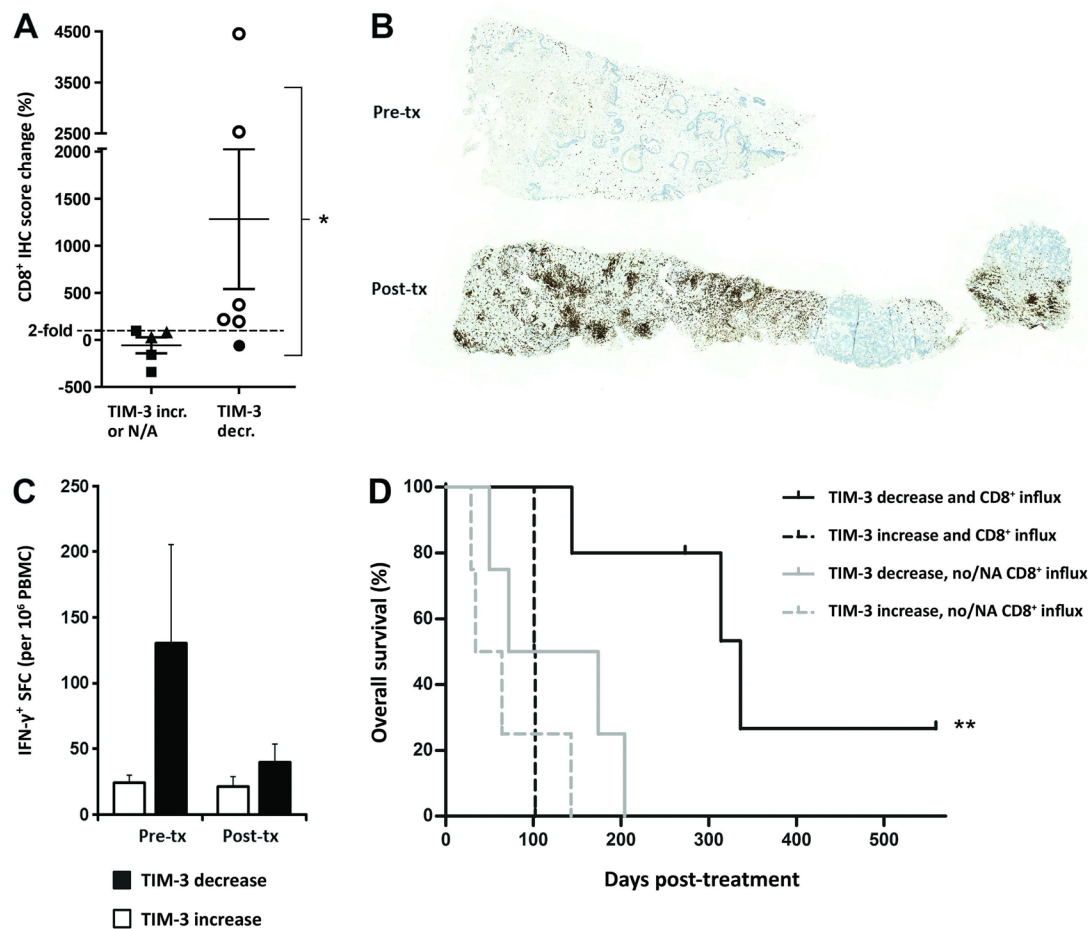 A
CD8⁺ IHC score change (%)
4500
3500
2500
2000
1500
1000
500
2-fold
0
-500
TIM-3 incr.
or N/A
TIM-3
decr.
*
B
Pre-tx
Post-tx
C
IFN-γ⁺ SFC (per 10⁶ PBMC)
250
200
150
100
50
0
Pre-tx
Post-tx
TIM-3 decrease
TIM-3 increase
D
Overall survival (%)
100
80
60
40
20
0
0
100
200
300
400
500
Days post-treatment
TIM-3 decrease and CD8⁺ influx
TIM-3 increase and CD8⁺ influx
TIM-3 decrease, no/NA CD8⁺ influx
TIM-3 increase, no/NA CD8⁺ influx
**